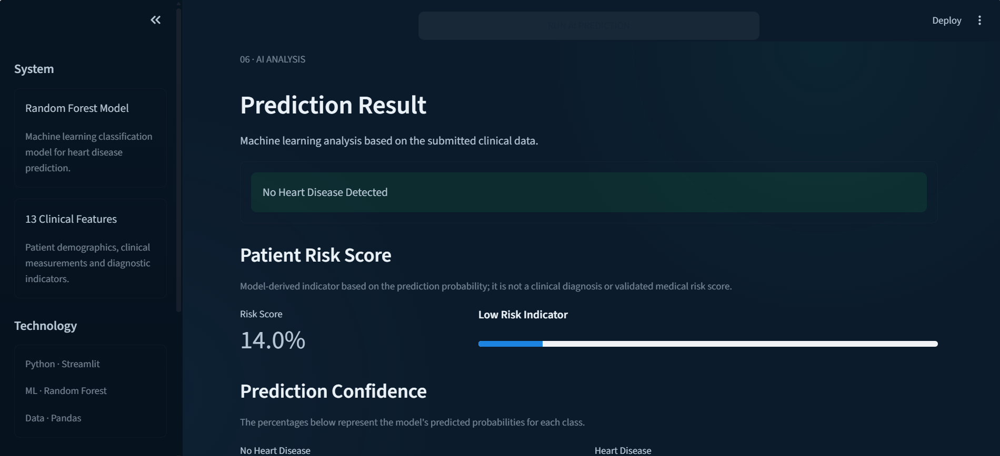 System
Random Forest Model
Machine learning classification
model for heart disease
prediction.
13 Clinical Features
Patient demographics, clinical
measurements and diagnostic
indicators.
Technology
Python · Streamlit
ML · Random Forest
Data · Pandas
RUN AI PREDICTION
Deploy
06 · AI ANALYSIS
Prediction Result
Machine learning analysis based on the submitted clinical data.
No Heart Disease Detected
Patient Risk Score
Model-derived indicator based on the prediction probability; it is not a clinical diagnosis or validated medical risk score.
Risk Score
14.0%
Low Risk Indicator
Prediction Confidence
The percentages below represent the model's predicted probabilities for each class.
No Heart Disease
Heart Disease